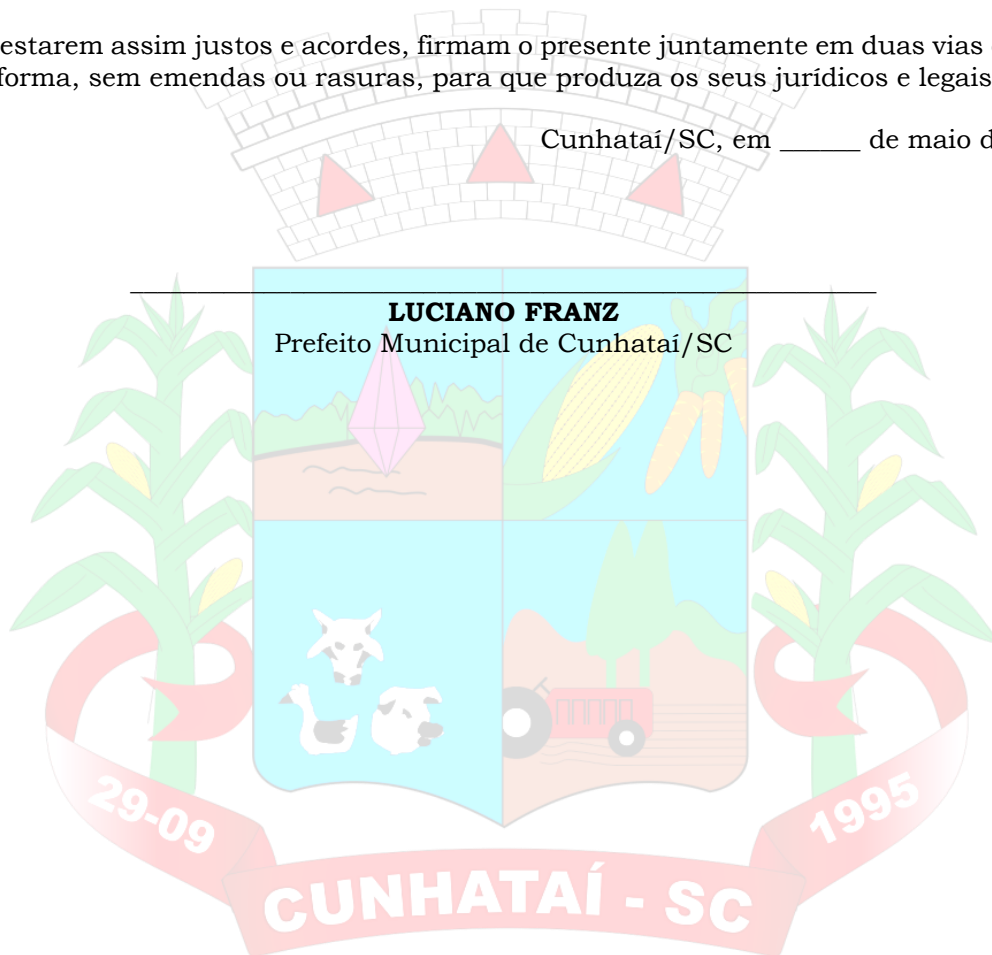 estarem assim justos e acordes, firmam o presente juntamente em duas vias
forma, sem emendas ou rasuras, para que produza os seus jurídicos e legais
Cunhataí/SC, em ______ de maio d
LUCIANO FRANZ
Prefeito Municipal de Cunhataí/SC
29-09
1995
CUNHATAÍ - SC